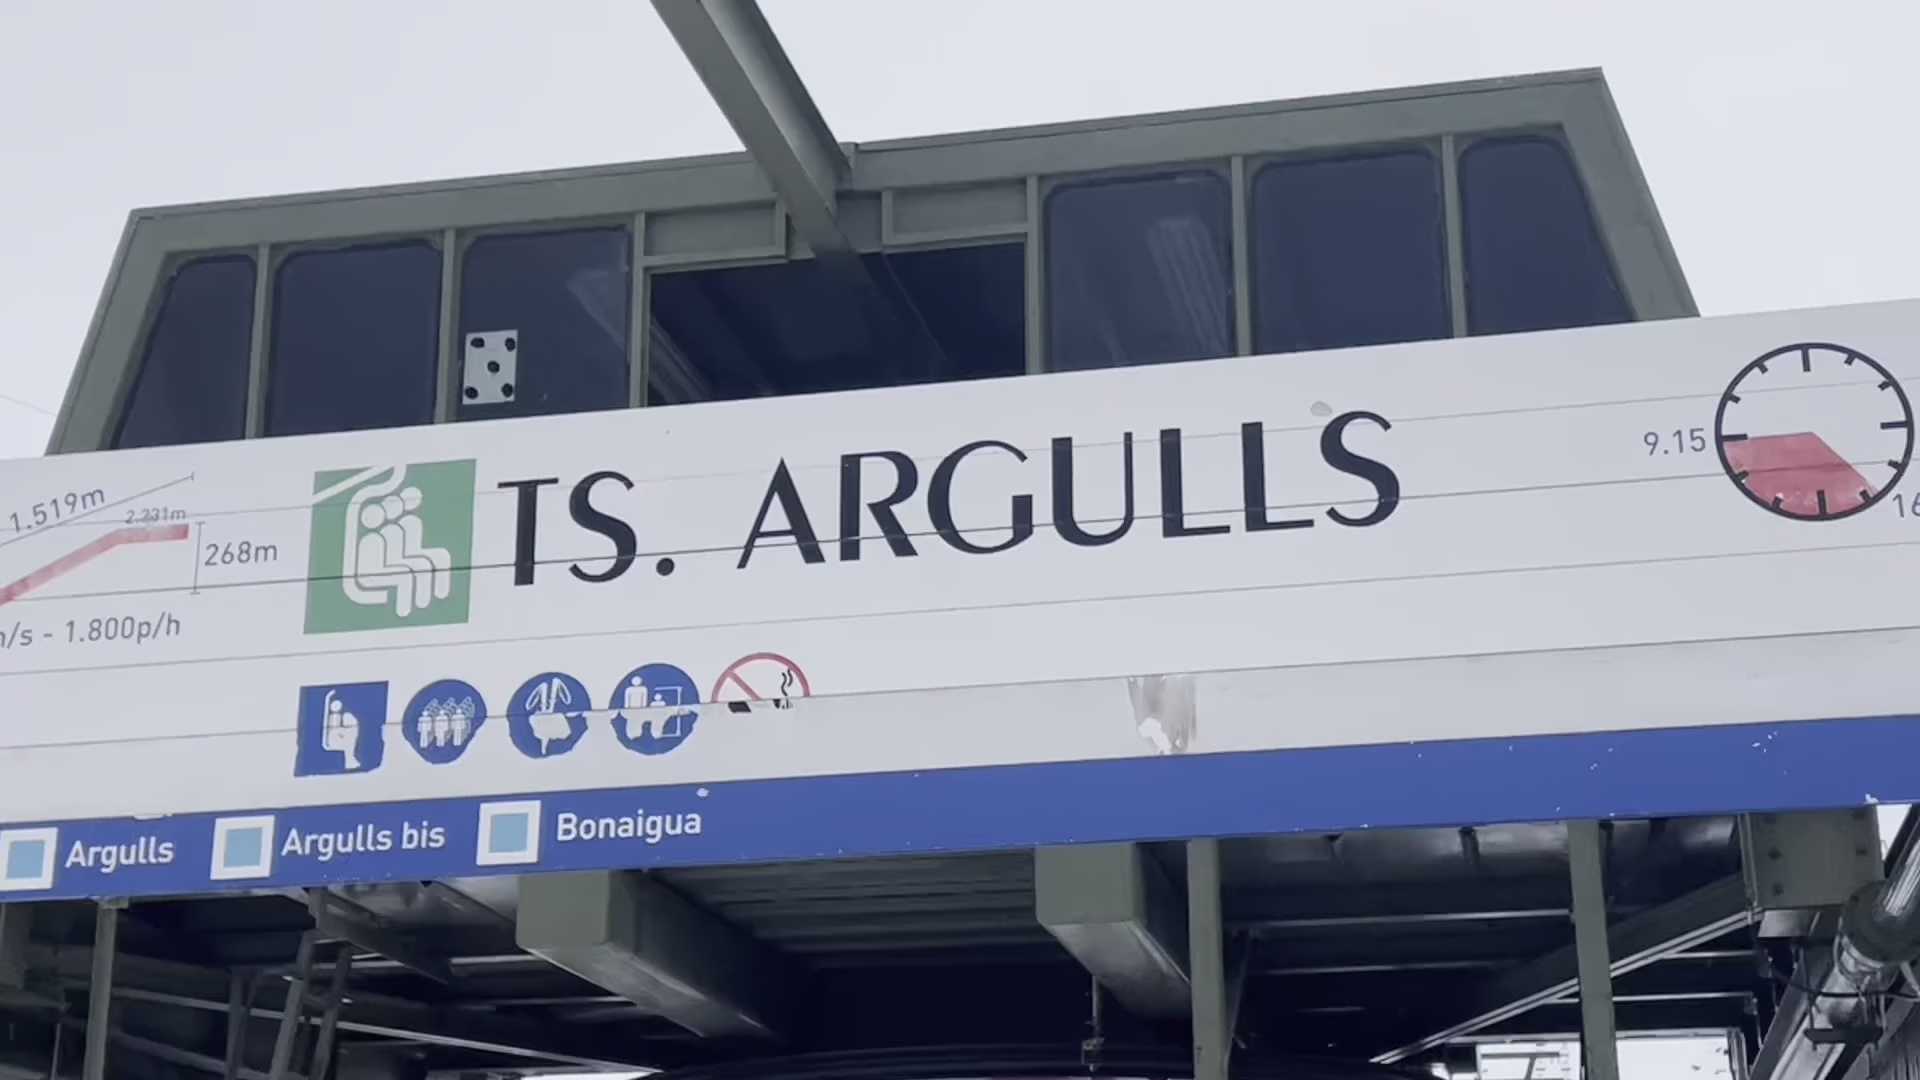 1.519m
2.231m
268m
TS. ARGULLS
9.15
1.800p/h
Argulls
Argulls bis
Bonaigua